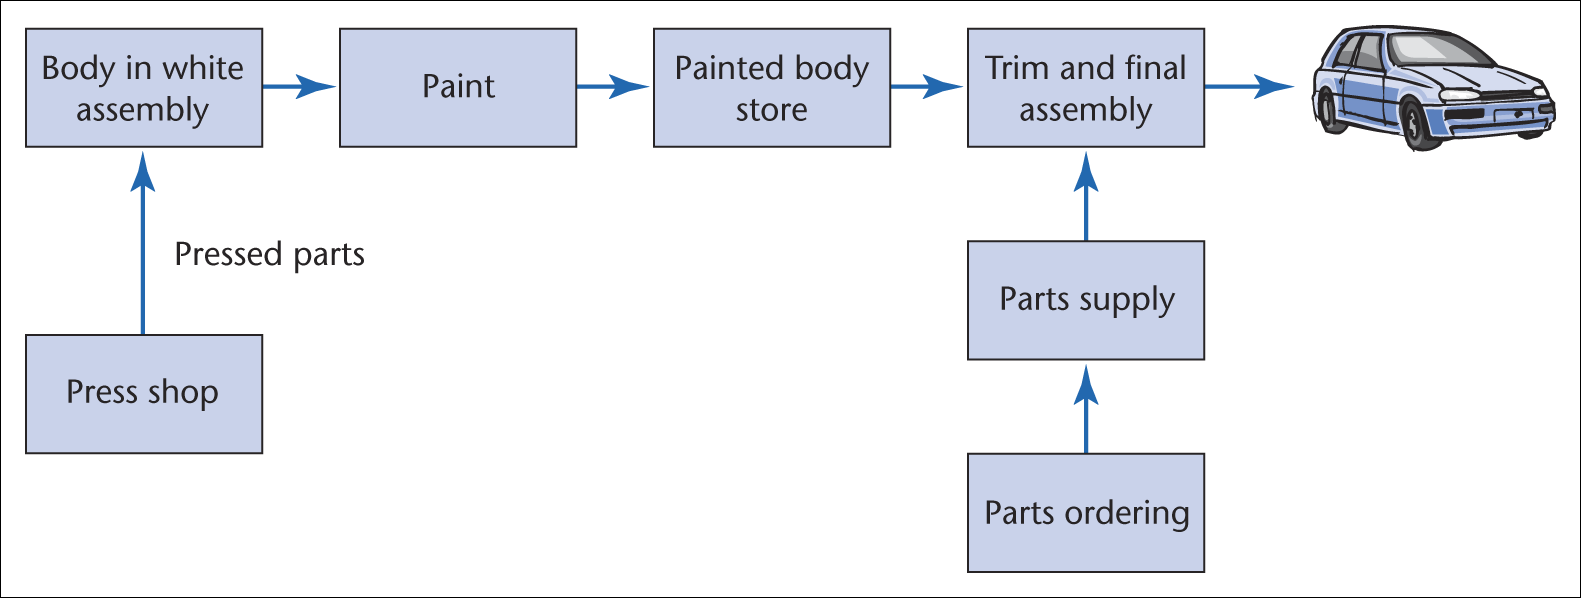 Body in white
assembly
Paint
Painted body
store
Trim and final
assembly
Pressed parts
Parts supply
Press shop
Parts ordering